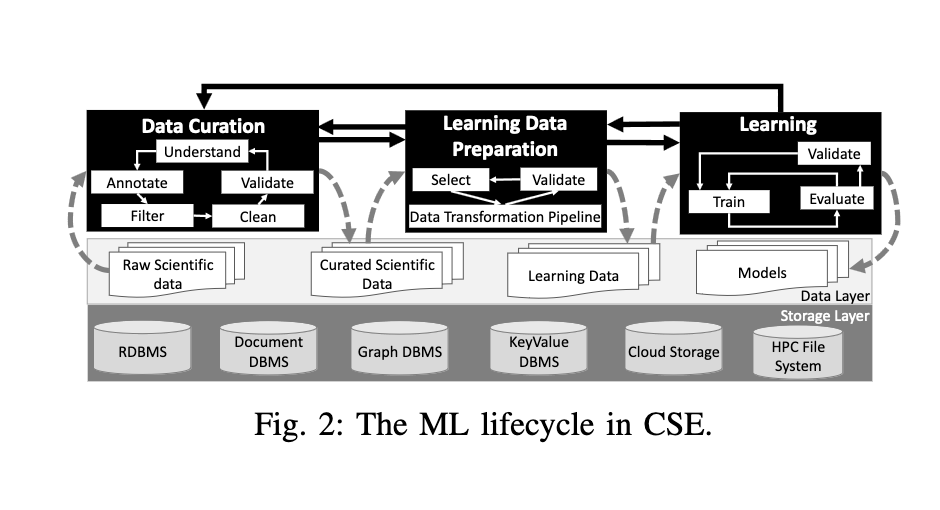 Data Curation
Understand
Annotate
Validate
Filter
Clean
Learning Data
Preparation
Select
Validate
Data Transformation Pipeline
Learning
Validate
Train
Evaluate
Raw Scientific
data
Curated Scientific
Data
Learning Data
Models
Data Layer
Storage Layer
RDBMS
Document
DBMS
Graph DBMS
KeyValue
DBMS
Cloud Storage
HPC File
System
Fig. 2: The ML lifecycle in CSE.